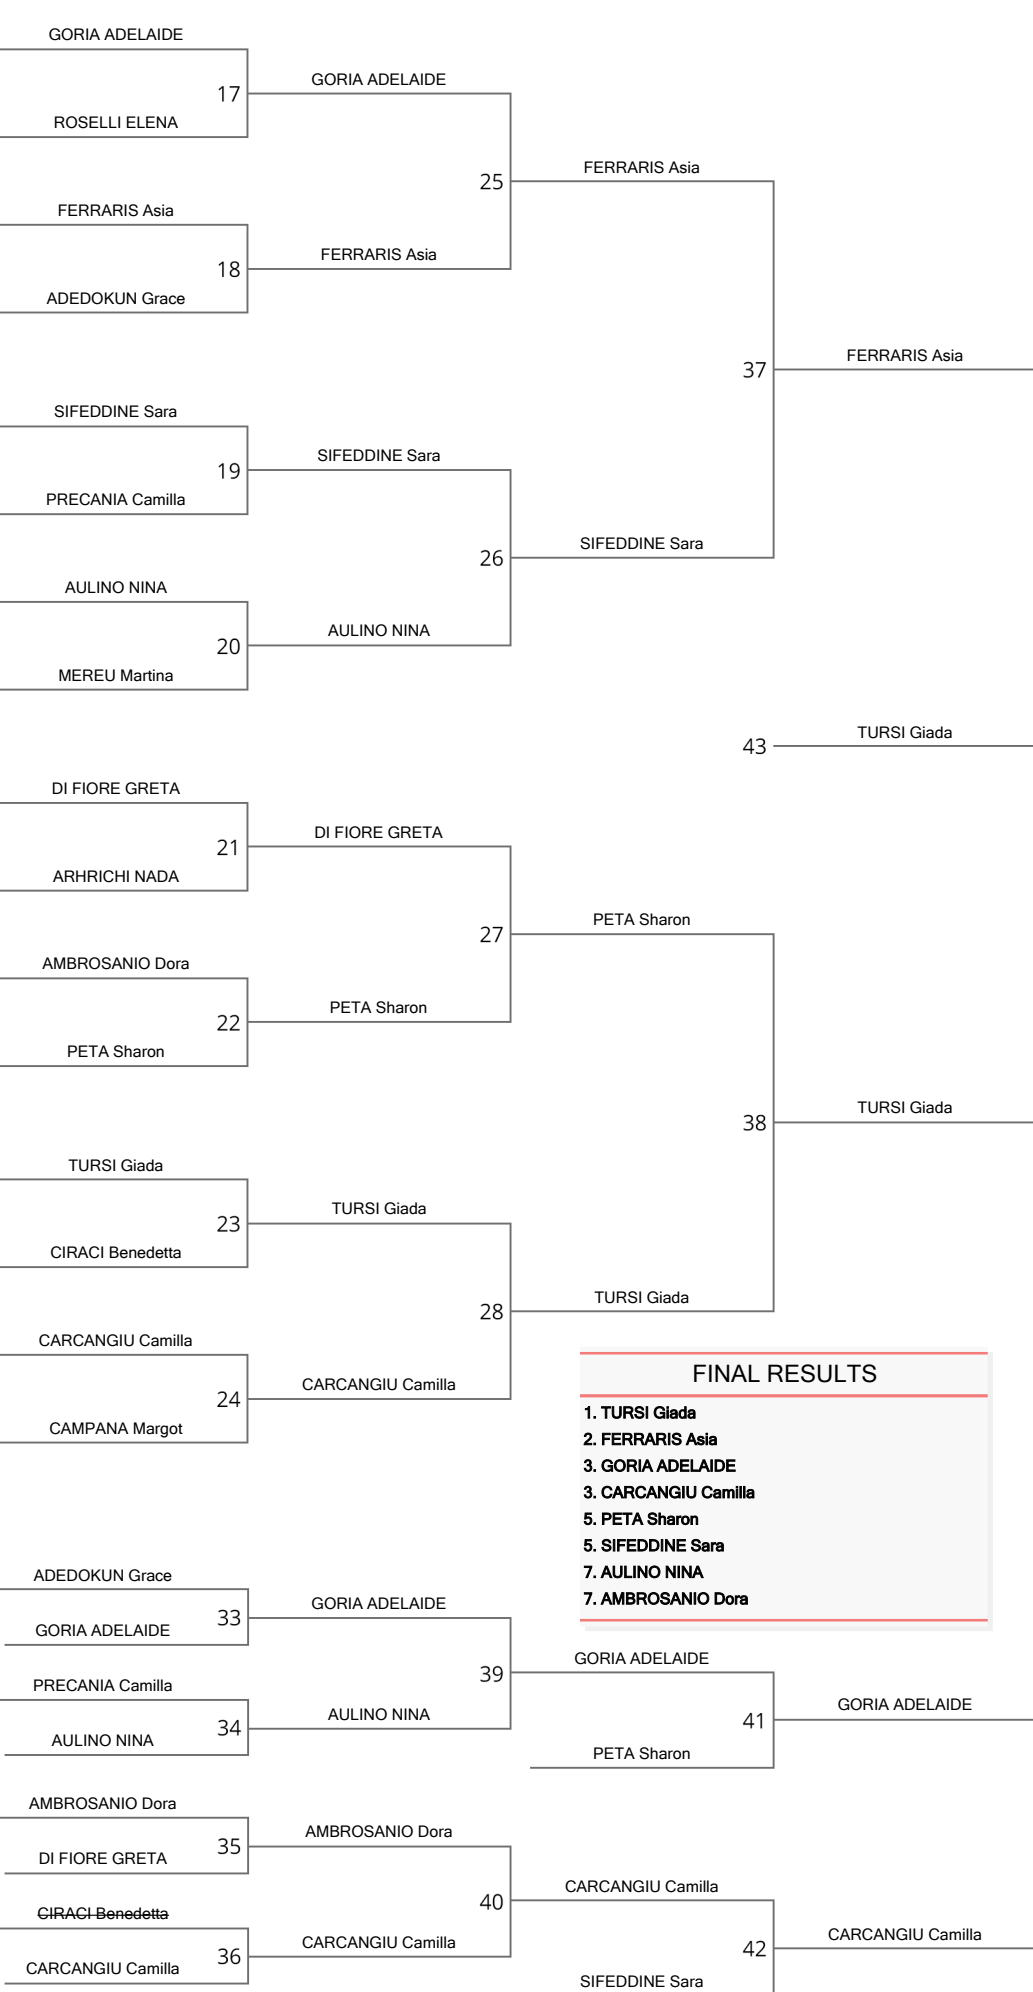 GORIA ADELAIDE
GORIA ADELAIDE
17
ROSELLI ELENA
FERRARIS Asia
25
FERRARIS Asia
FERRARIS Asia
18
ADEDOKUN Grace
FERRARIS Asia
37
SIFEDDINE Sara
SIFEDDINE Sara
19
PRECANIA Camilla
SIFEDDINE Sara
26
AULINO NINA
AULINO NINA
20
MEREU Martina
TURSI Giada
43
DI FIORE GRETA
DI FIORE GRETA
21
ARHRICHI NADA
PETA Sharon
27
AMBROSANIO Dora
PETA Sharon
22
PETA Sharon
TURSI Giada
38
TURSI Giada
TURSI Giada
23
CIRACI Benedetta
TURSI Giada
28
CARCANGIU Camilla
CARCANGIU Camilla
24
CAMPANA Margot
FINAL RESULTS
1. TURSI Giada
2. FERRARIS Asia
3. GORIA ADELAIDE
3. CARCANGIU Camilla
5. PETA Sharon
5. SIFEDDINE Sara
7. AULINO NINA
7. AMBROSANIO Dora
ADEDOKUN Grace
GORIA ADELAIDE
33
GORIA ADELAIDE
GORIA ADELAIDE
39
PRECANIA Camilla
AULINO NINA
34
AULINO NINA
GORIA ADELAIDE
41
PETA Sharon
AMBROSANIO Dora
AMBROSANIO Dora
35
DI FIORE GRETA
CARCANGIU Camilla
40
CIRACI Benedetta
CARCANGIU Camilla
36
CARCANGIU Camilla
CARCANGIU Camilla
42
SIFEDDINE Sara